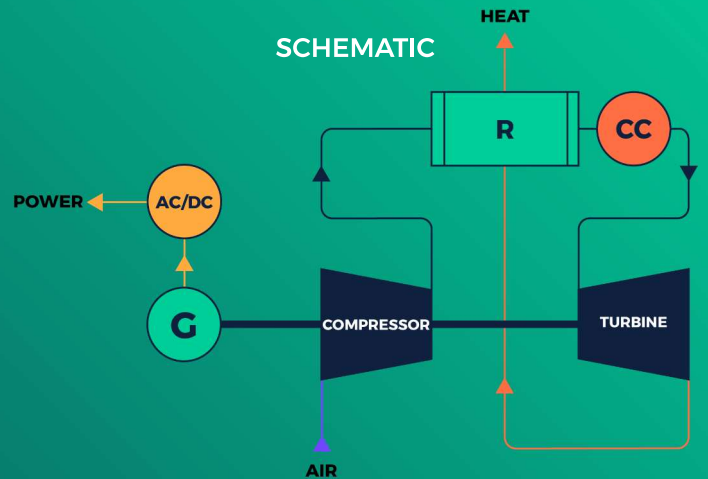 HEAT
SCHEMATIC
R
CC
POWER
AC/DC
G
COMPRESSOR
TURBINE
AIR